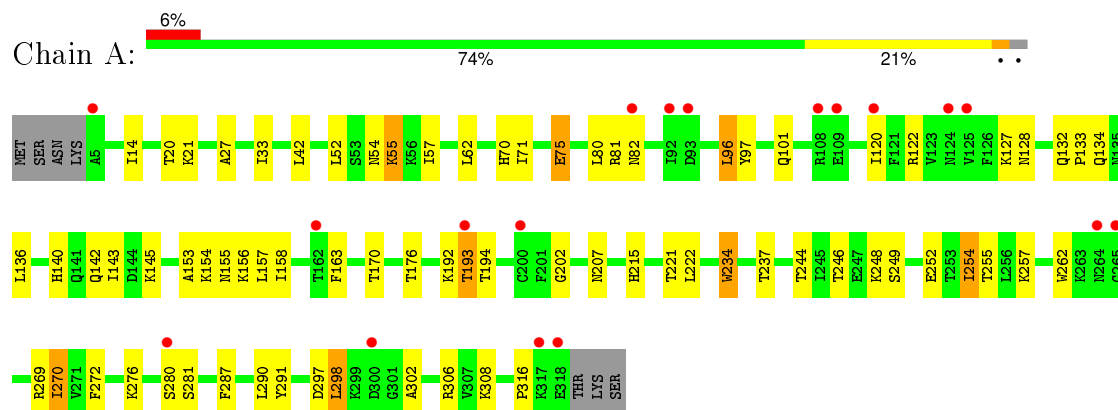 6%
Chain A:
74% 21% • •
MET SER ASN LYS A5 I14 T20 K21 A27 I33 L42 L52 S53 N54 K55 K56 I57 L62 H70 I71 E75 L80 R81 N82 I92 D93 L96 Y97 Q101 R108 E109 I120 F121 R122 V123 N124 V125 F126 K127 N128 Q132 P133 Q134 N135
L136 H140 Q141 Q142 I143 D144 K145 A153 K154 N155 K156 L157 I158 T162 F163 T170 T176 K192 T193 T194 C200 F201 G202 N207 H215 T221 L222 W234 T237 T244 I245 T246 E247 K248 S249 E252 T253 I254 T255 L256 K257 W262 K263 N264
R269 I270 V271 F272 K276 S280 S281 F287 L290 Y291 D297 L298 K299 D300 G301 A302 R306 V307 K308 P316 K317 E318 THR LYS SER